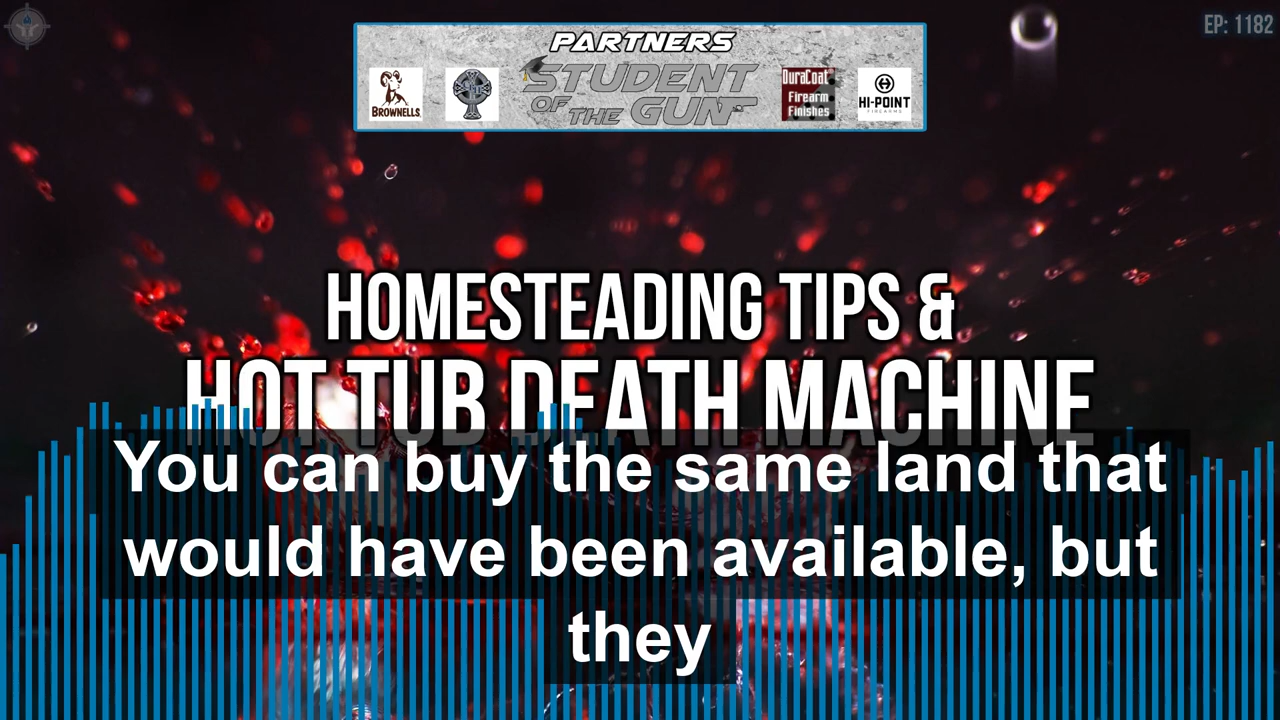 EP: 1182
PARTNERS
STUDENT
OF THE GUN
BROWNELLS
DuraCoat
Firearm
Finishes
HI-POINT
FIREARMS
HOMESTEADING TIPS &
HOT TUB DEATH MACHINE
You can buy the same land that
would have been available, but
they